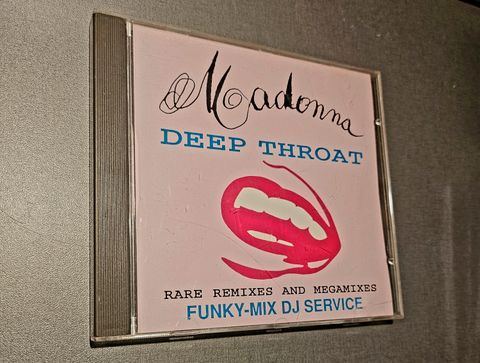 Madonna
DEEP THROAT
RARE REMIXES AND MEGAMIXES
FUNKY-MIX DJ SERVICE